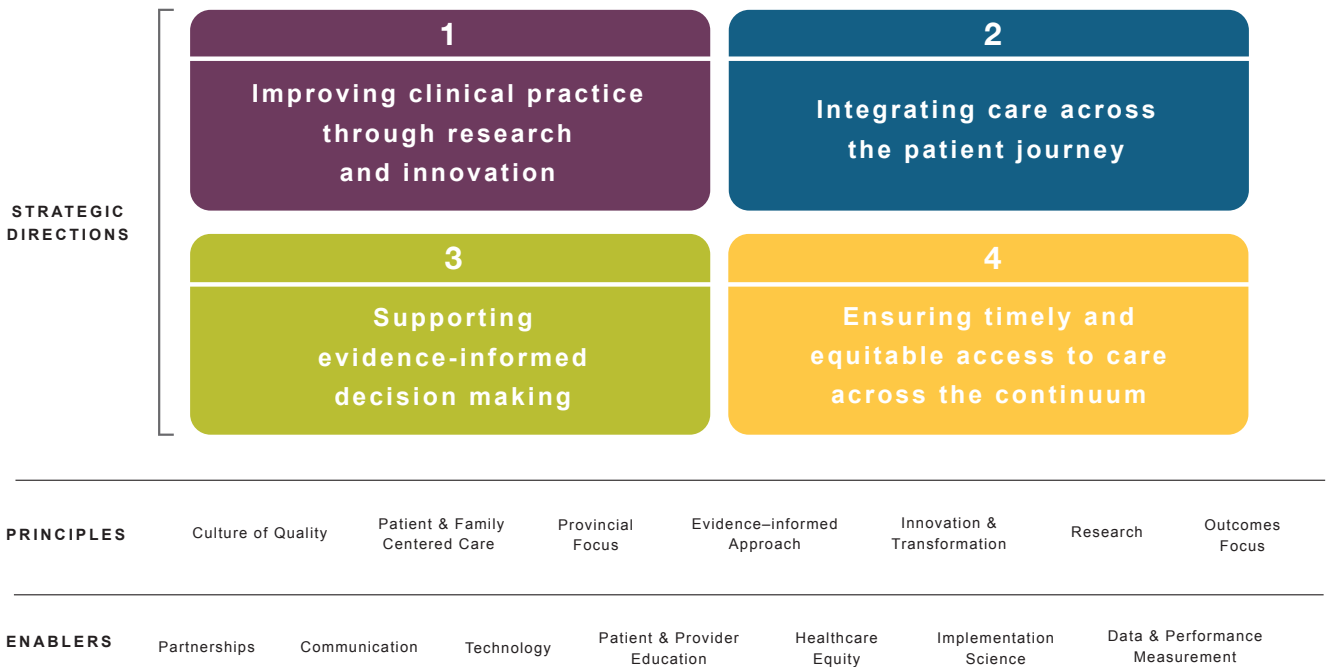 STRATEGIC
DIRECTIONS
1
Improving clinical practice
through research
and innovation
2
Integrating care across
the patient journey
3
Supporting
evidence-informed
decision making
4
Ensuring timely and
equitable access to care
across the continuum
PRINCIPLES
Culture of Quality
Patient & Family
Centered Care
Provincial
Focus
Evidence–informed
Approach
Innovation &
Transformation
Research
Outcomes
Focus
ENABLERS
Partnerships
Communication
Technology
Patient & Provider
Education
Healthcare
Equity
Implementation
Science
Data & Performance
Measurement